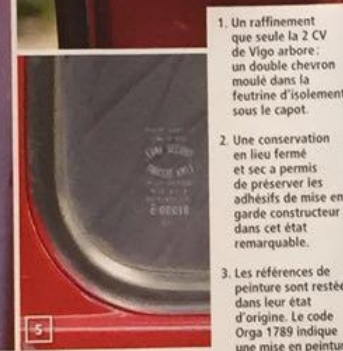 1. Un raffinement
que seule la 2 CV
de Vigo arbore :
un double chevron
moulé dans la
feutrine d'isolement
sous le capot.
2. Une conservation
en lieu fermé
et sec a permis
de préserver les
adhésifs de mise en
garde constructeur
dans cet état
remarquable.
3. Les références de
peinture sont restée
dans leur état
d'origine. Le code
Orga 1789 indique
une mise en peintur
5